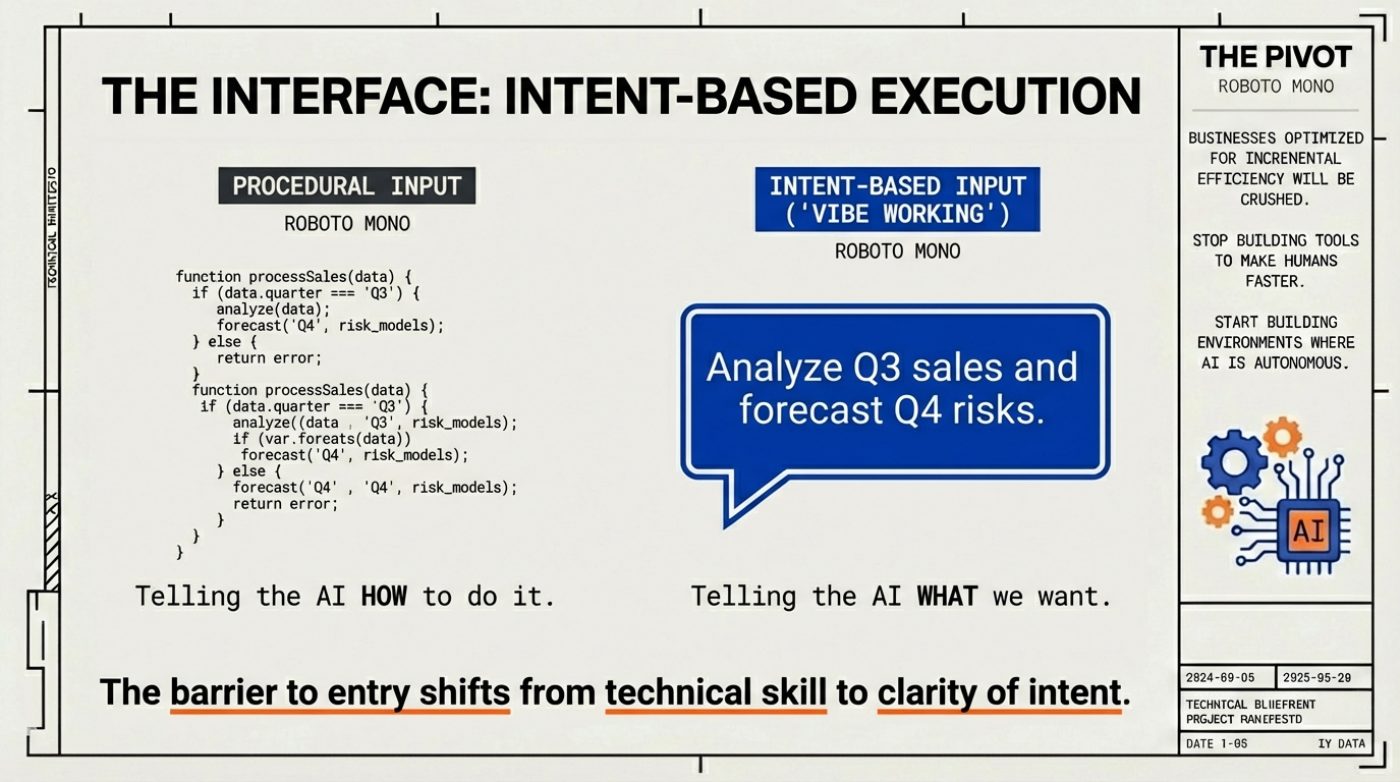 THE INTERFACE: INTENT-BASED EXECUTION
PROCEDURAL INPUT
ROBOTO MONO
function processSales(data) {
if (data.quarter === 'Q3') {
analyze(data);
forecast('Q4', risk_models);
} else {
return error;
}
function processSales(data) {
if (data.quarter === 'Q3') {
analyze((data , 'Q3', risk_models);
if (var.foreats(data))
forecast('Q4', risk_models);
} else {
forecast('Q4' , 'Q4', risk_models);
return error;
}
}
}
Telling the AI HOW to do it.
INTENT-BASED INPUT
('VIBE WORKING')
ROBOTO MONO
Analyze Q3 sales and
forecast Q4 risks.
Telling the AI WHAT we want.
The barrier to entry shifts from technical skill to clarity of intent.
THE PIVOT
ROBOTO MONO
BUSINESSES OPTIMIZED
FOR INCRENENTAL
EFFICIENCY WILL BE
CRUSHED.
STOP BUILDING TOOLS
TO MAKE HUMANS
FASTER.
START BUILDING
ENVIRONMENTS WHERE
AI IS AUTONOMOUS.
AI
2824-69-05
2925-95-29
TECHNTCAL
PRGJECT
DATE 1-0S
IY DATA